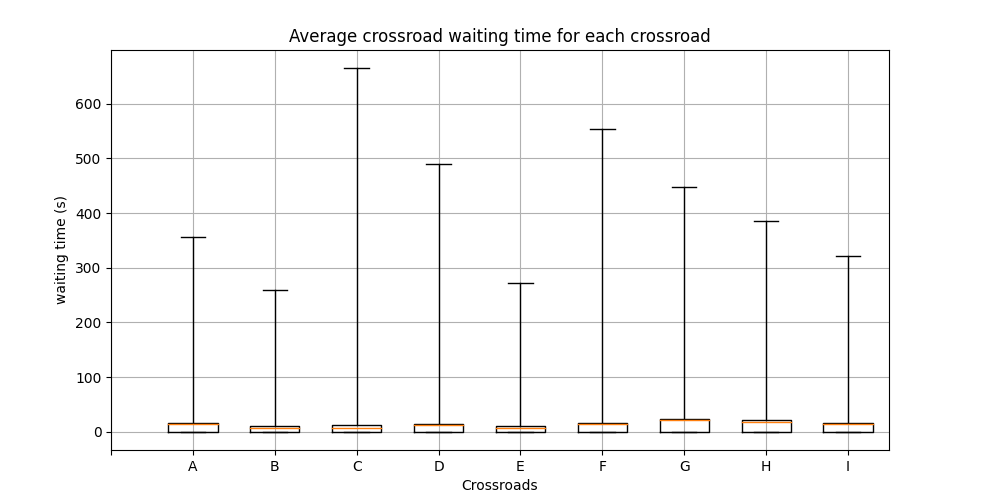 Average crossroad waiting time for each crossroad
waiting time (s)
600
500
400
300
200
100
0
A B C D E F G H I
Crossroads